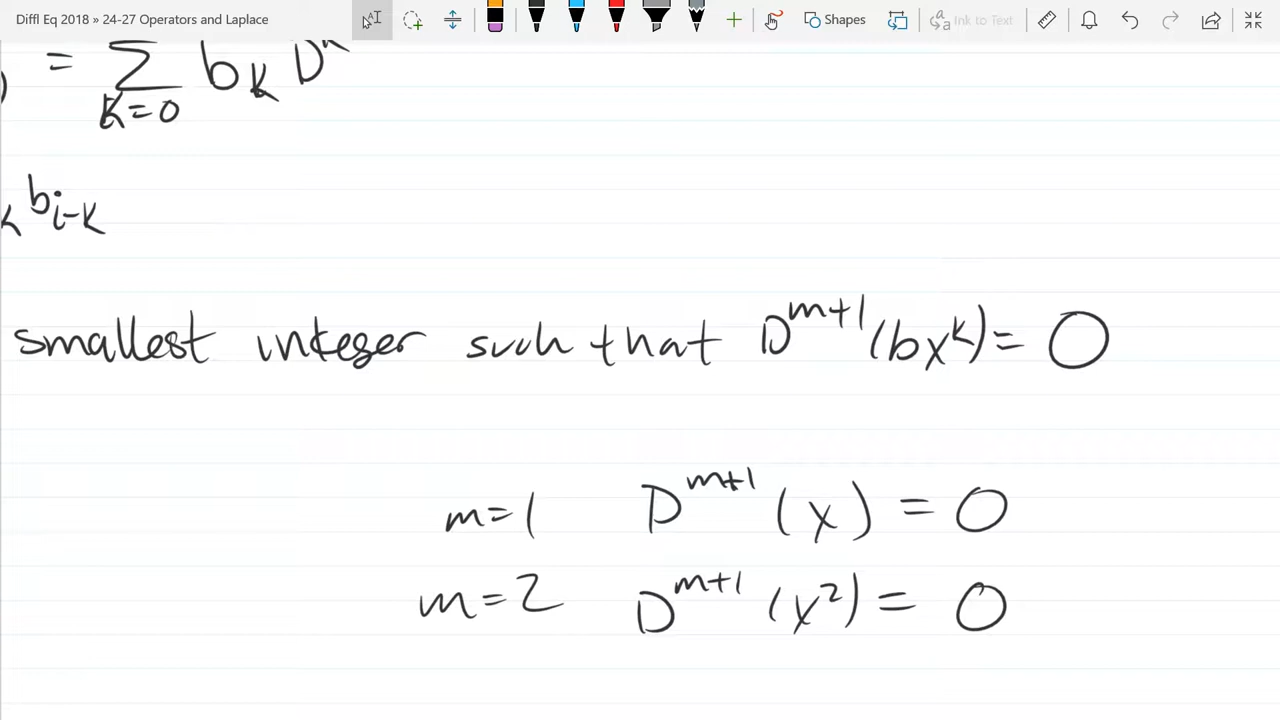 Diffl Eq 2018 » 24-27 Operators and Laplace
Shapes
Link to Text
= Σ b_K D
K=0
b_{i-K}
smallest integer such that D^{m+1} (bx^k) = 0
m=1 D^{m+1} (x) = 0
m=2 D^{m+1} (x^2) = 0